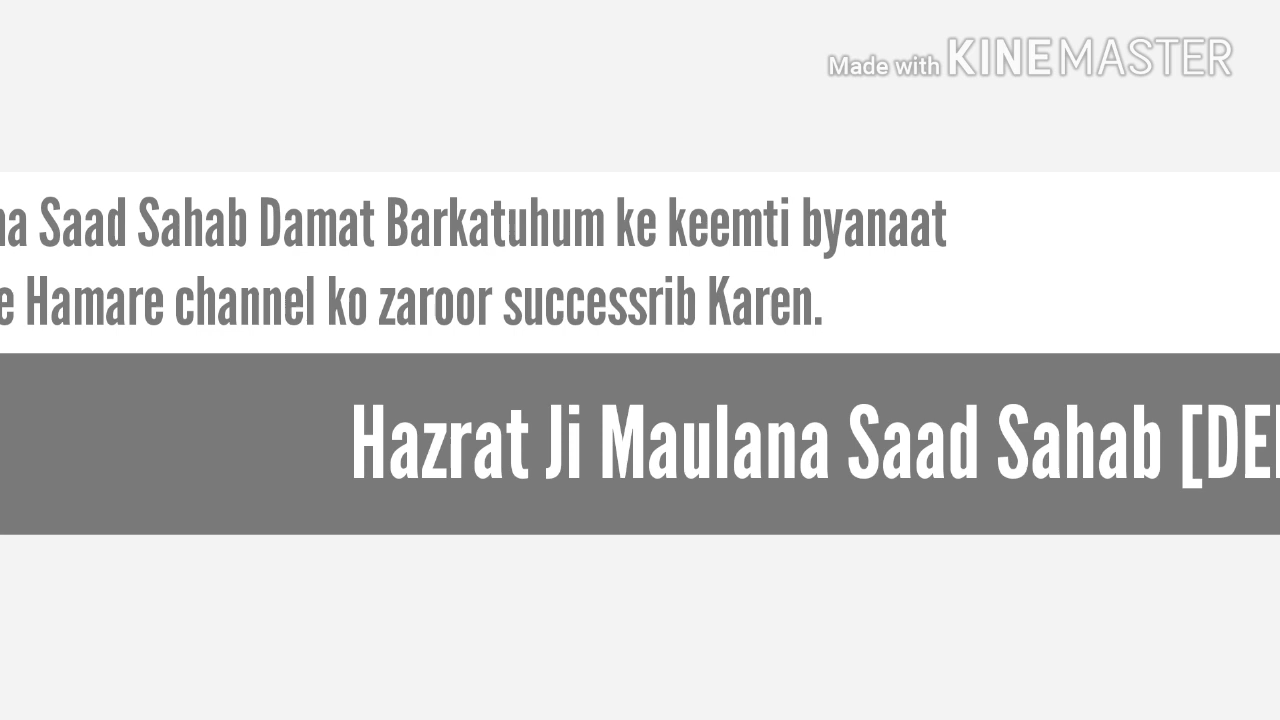 Made with KINEMASTER
Saad Sahab Damat Barkatuhum ke keemti byanaat
Hamare channel ko zaroor successrib Karen.
Hazrat Ji Maulana Saad Sahab